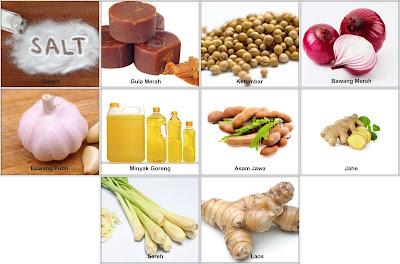 SALT
Garam
Gula Merah
Ketumbar
Bawang Merah
Bawang Putih
Minyak Goreng
Asam Jawa
Jahe
Sereh
Laos